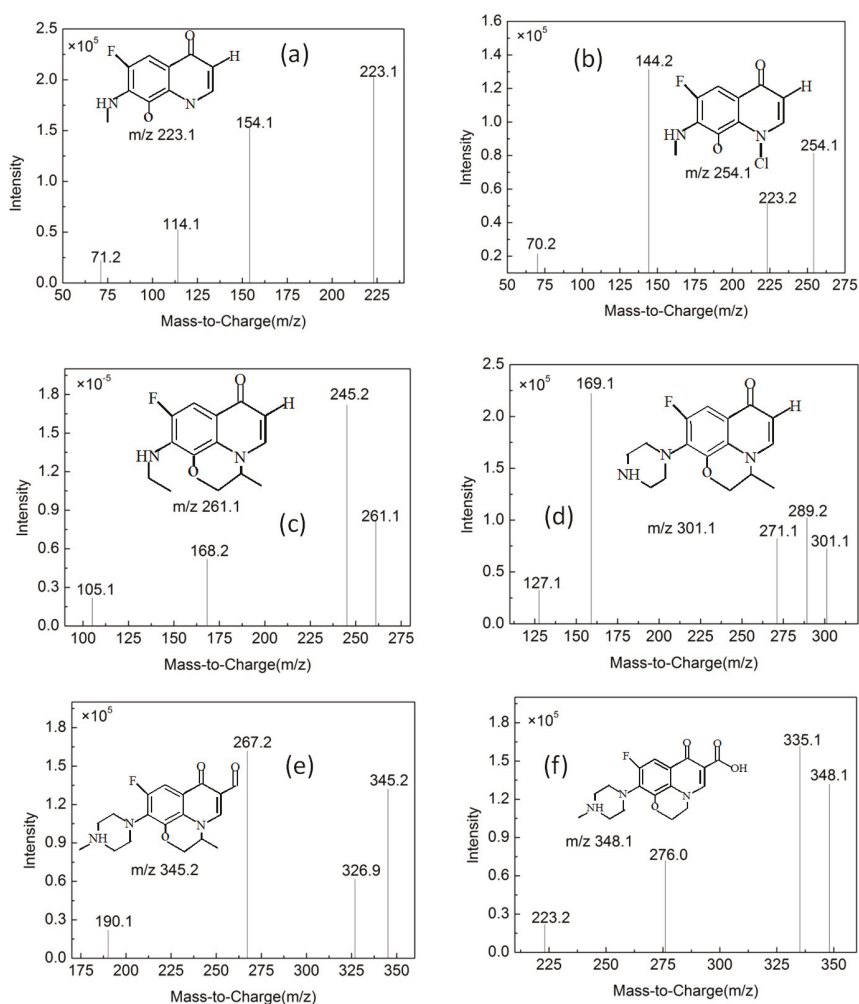 ×10^5
(a)
2.5
2.0
1.5
1.0
0.5
0.0
Intensity
F
O
H
HN
O
N
m/z 223.1
71.2
114.1
154.1
223.1
50 75 100 125 150 175 200 225
Mass-to-Charge(m/z)
×10^5
(b)
1.6
1.4
1.2
1.0
0.8
0.6
0.4
0.2
Intensity
F
O
H
HN
O
N
Cl
m/z 254.1
70.2
144.2
223.2
254.1
50 75 100 125 150 175 200 225 250 275
Mass-to-Charge(m/z)
×10^-5
1.8
1.5
1.2
0.9
0.6
0.3
0.0
Intensity
F
O
H
HN
O
N
m/z 261.1
(c)
105.1
168.2
245.2
261.1
100 125 150 175 200 225 250 275
Mass-to-Charge(m/z)
×10^5
2.5
2.0
1.5
1.0
0.5
0.0
Intensity
F
O
H
N
NH
O
N
m/z 301.1
(d)
127.1
169.1
271.1
289.2
301.1
125 150 175 200 225 250 275 300
Mass-to-Charge(m/z)
×10^5
(e)
1.8
1.5
1.2
0.9
0.6
0.3
0.0
Intensity
F
O
O
N
NH
O
N
m/z 345.2
190.1
267.2
326.9
345.2
175 200 225 250 275 300 325 350
Mass-to-Charge(m/z)
×10^5
(f)
1.8
1.5
1.2
0.9
0.6
0.3
0.0
Intensity
F
O
O
OH
N
NH
O
N
m/z 348.1
223.2
276.0
335.1
348.1
225 250 275 300 325 350
Mass-to-Charge(m/z)